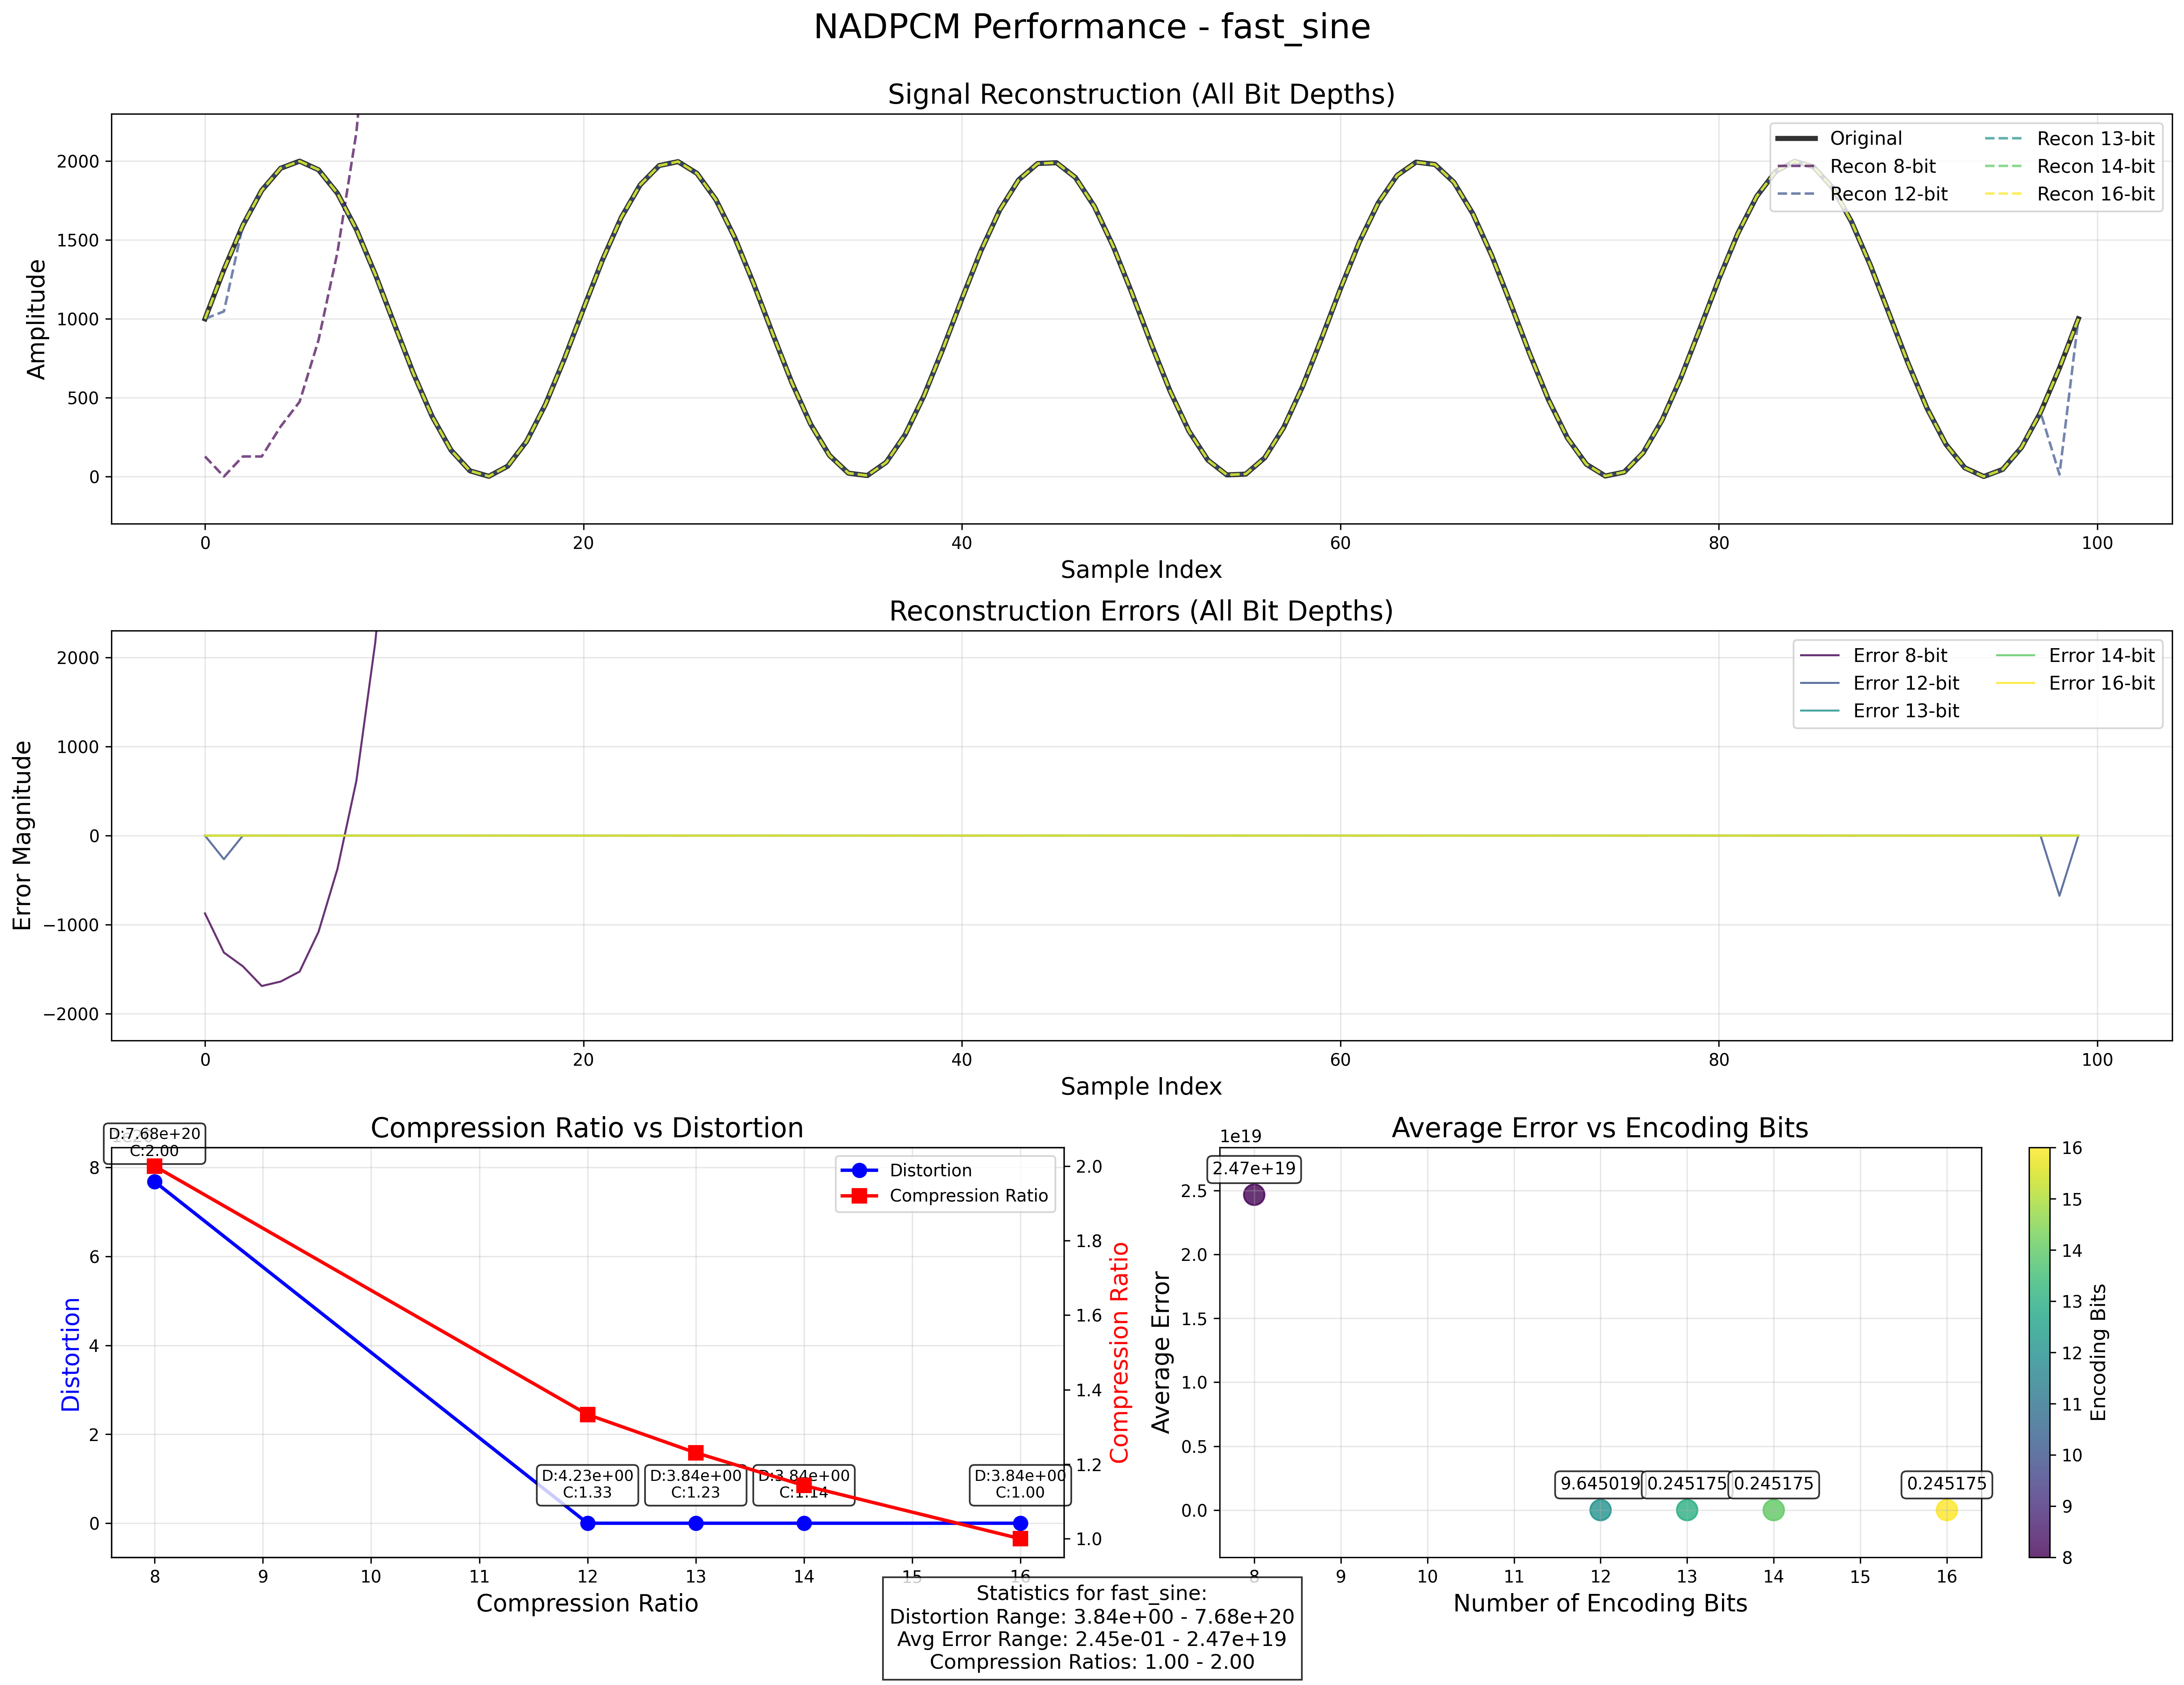 NADPCM Performance - fast_sine
Signal Reconstruction (All Bit Depths)
Amplitude
2000
1500
1000
500
0
Original
Recon 8-bit
Recon 12-bit
Recon 13-bit
Recon 14-bit
Recon 16-bit
0 20 40 60 80 100
Sample Index
Reconstruction Errors (All Bit Depths)
Error Magnitude
2000
1000
0
−1000
−2000
Error 8-bit
Error 12-bit
Error 13-bit
Error 14-bit
Error 16-bit
0 20 40 60 80 100
Sample Index
Compression Ratio vs Distortion
D:7.68e+20
C:2.00
Distortion
8
6
4
2
0
Distortion
Compression Ratio
2.0
1.8
1.6
1.4
1.2
1.0
Compression Ratio
D:4.23e+00
C:1.33
D:3.84e+00
C:1.23
D:3.84e+00
C:1.14
D:3.84e+00
C:1.00
8 9 10 11 12 13 14 15 16
Compression Ratio
Average Error vs Encoding Bits
1e19
Average Error
2.5
2.0
1.5
1.0
0.5
0.0
2.47e+19
9.645019
0.245175
0.245175
0.245175
8 9 10 11 12 13 14 15 16
Number of Encoding Bits
16
15
14
13
12
11
10
9
8
Encoding Bits
Statistics for fast_sine:
Distortion Range: 3.84e+00 - 7.68e+20
Avg Error Range: 2.45e-01 - 2.47e+19
Compression Ratios: 1.00 - 2.00